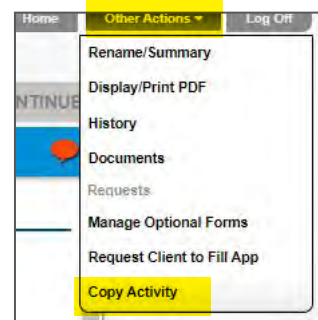 Home Other Actions Log Off
Rename/Summary
Display/Print PDF
NTINUE
History
Documents
Requests
Manage Optional Forms
Request Client to Fill App
Copy Activity